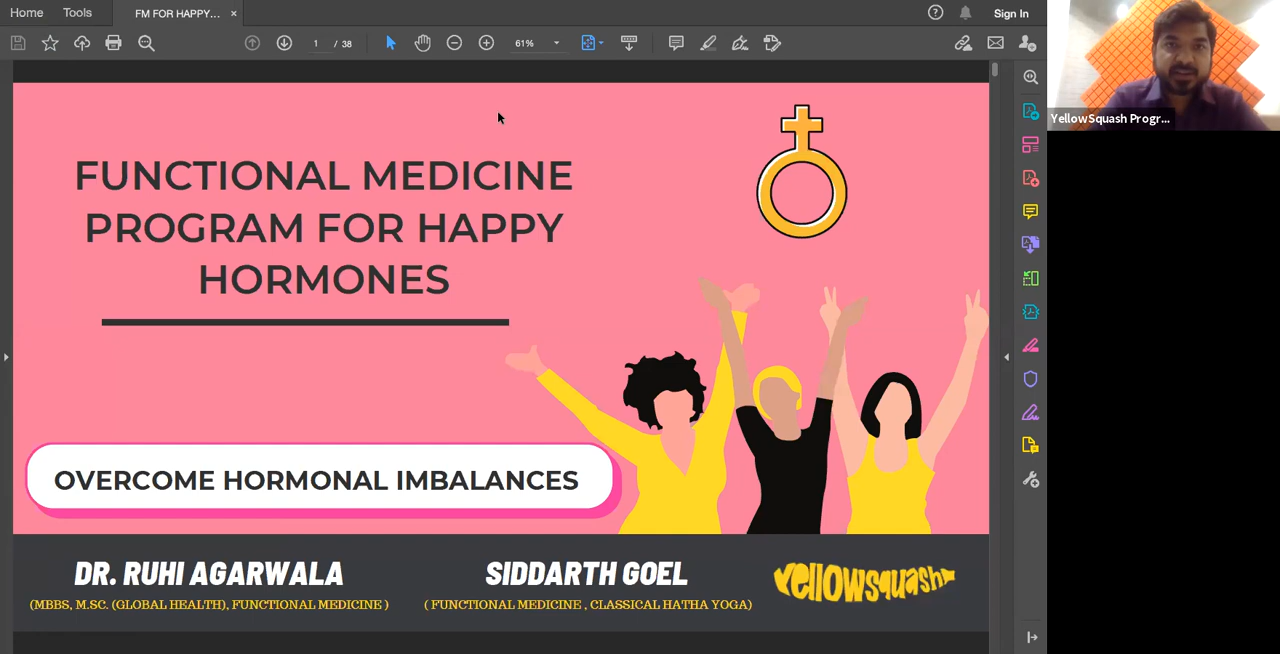 Home Tools FM FOR HAPPY... × Sign In
1 / 38 61%
FUNCTIONAL MEDICINE
PROGRAM FOR HAPPY
HORMONES
OVERCOME HORMONAL IMBALANCES
DR. RUHI AGARWALA
(MBBS, M.SC. (GLOBAL HEALTH), FUNCTIONAL MEDICINE )
SIDDARTH GOEL
( FUNCTIONAL MEDICINE , CLASSICAL HATHA YOGA)
yellowsquash
YellowSquash Progr...